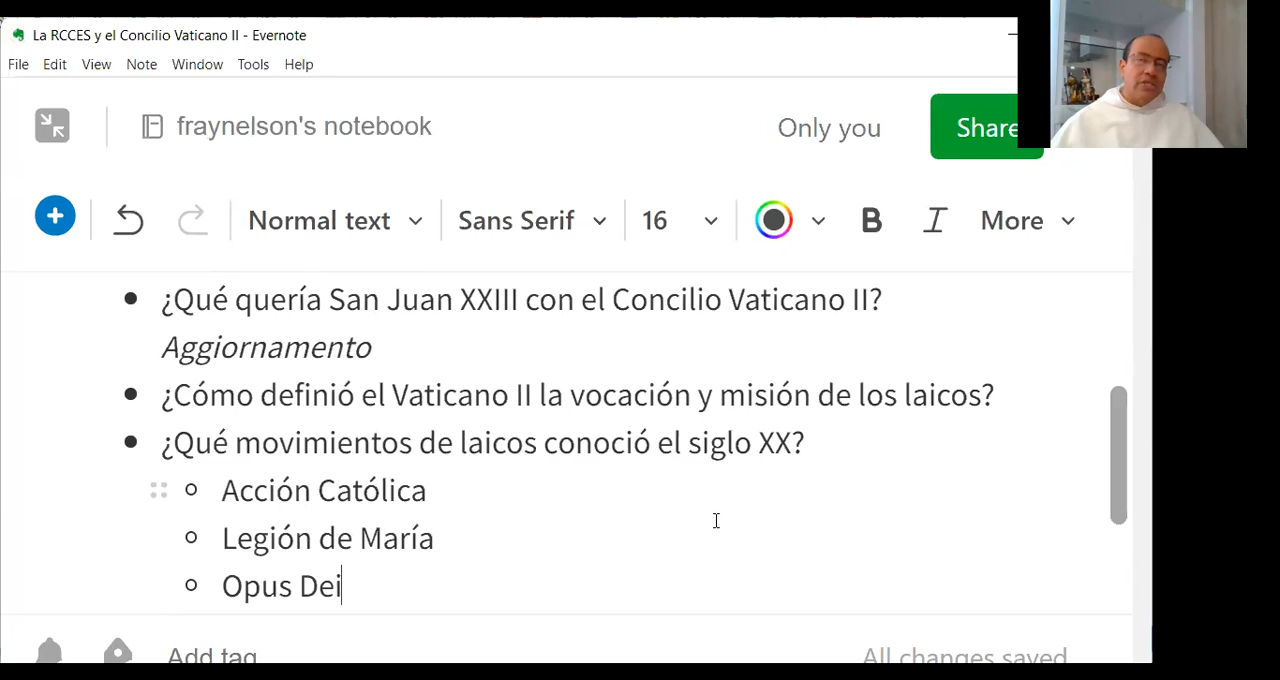 La RCCES y el Concilio Vaticano II - Evernote
File Edit View Note Window Tools Help
fraynelson's notebook Only you Share
Normal text Sans Serif 16 B I More
¿Qué quería San Juan XXIII con el Concilio Vaticano II?
Aggiornamento
¿Cómo definió el Vaticano II la vocación y misión de los laicos?
¿Qué movimientos de laicos conoció el siglo XX?
Acción Católica
Legión de María
Opus Dei
Add tag All changes saved